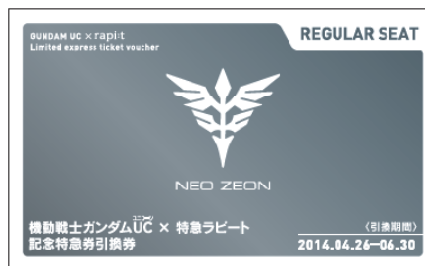 GUNDAM UC × rapi:t
Limited express ticket voucher
REGULAR SEAT
NEO ZEON
機動戦士ガンダムUC × 特急ラピート
記念特急券引換券
〈引換期間〉
2014.04.26—06.30